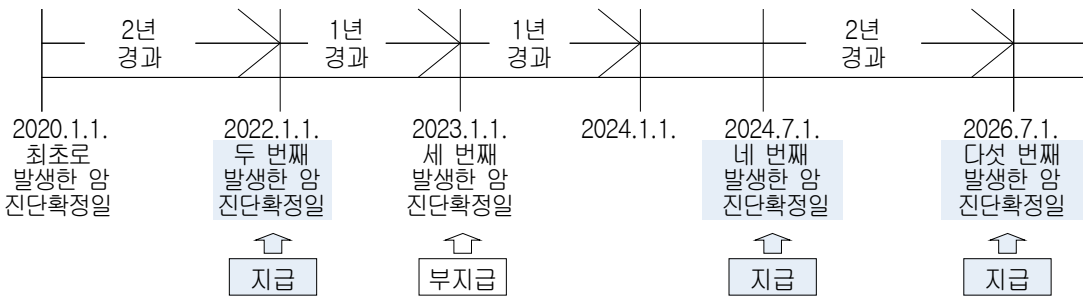 2년
경과
1년
경과
1년
경과
2년
경과
2020.1.1.
최초로
발생한 암
진단확정일
2022.1.1.
두 번째
발생한 암
진단확정일
2023.1.1.
세 번째
발생한 암
진단확정일
2024.1.1.
2024.7.1.
네 번째
발생한 암
진단확정일
2026.7.1.
다섯 번째
발생한 암
진단확정일
지급
부지급
지급
지급